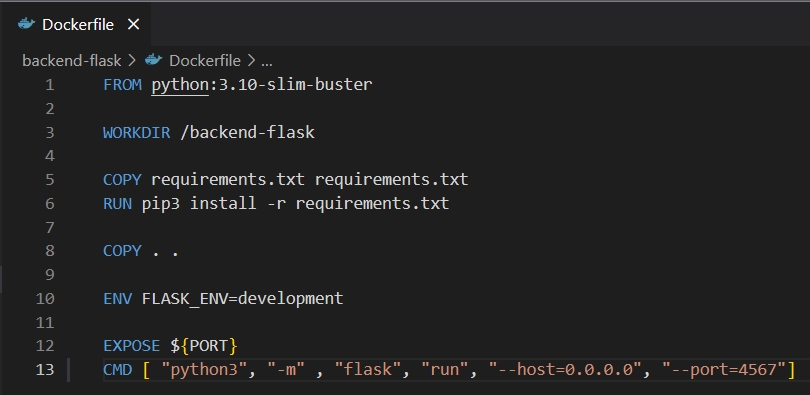 Dockerfile ×
backend-flask > Dockerfile > ...
1 FROM python:3.10-slim-buster
2
3 WORKDIR /backend-flask
4
5 COPY requirements.txt requirements.txt
6 RUN pip3 install -r requirements.txt
7
8 COPY . .
9
10 ENV FLASK_ENV=development
11
12 EXPOSE ${PORT}
13 CMD [ "python3", "-m" , "flask", "run", "--host=0.0.0.0", "--port=4567"]